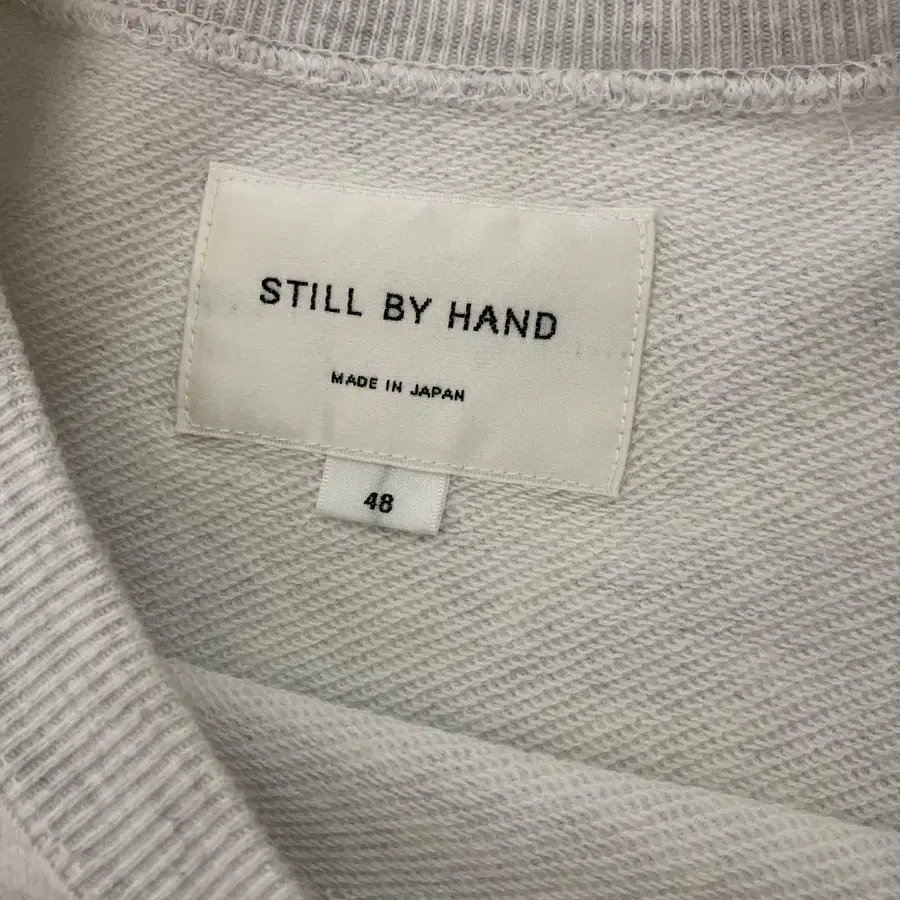 STILL BY HAND
MADE IN JAPAN
48